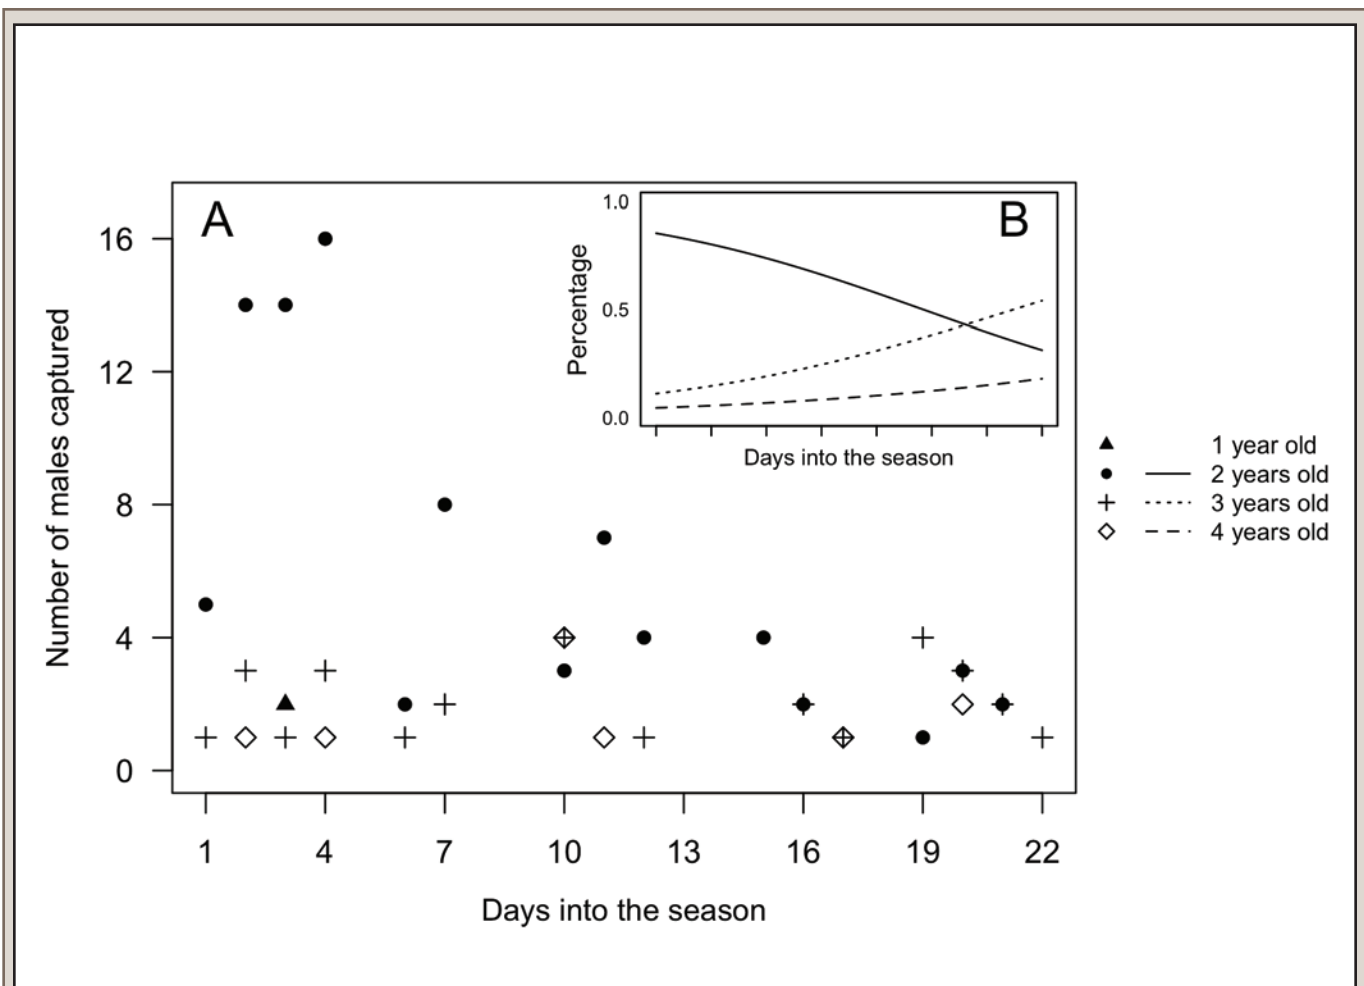 A
B
1.0
0.5
0.0
Percentage
Days into the season
16
12
8
4
0
Number of males captured
1 4 7 10 13 16 19 22
Days into the season
1 year old
2 years old
3 years old
4 years old